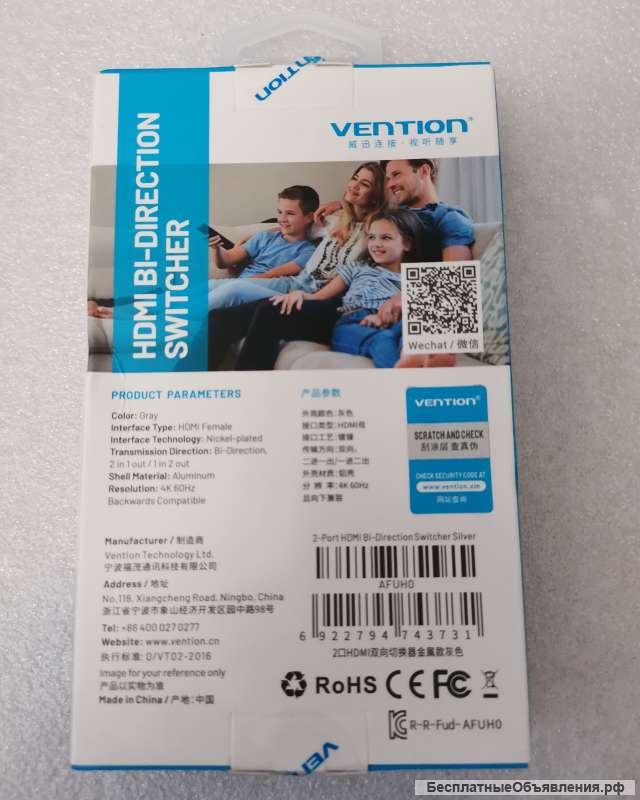 VENTION
VENTION®
威迅连接·视听随享
HDMI BI-DIRECTION
SWITCHER
Wechat / 微信
PRODUCT PARAMETERS
Color: Gray
Interface Type: HDMI Female
Interface Technology: Nickel-plated
Transmission Direction: Bi-Direction,
2 in 1 out / 1 in 2 out
Shell Material: Aluminum
Resolution: 4K 60Hz
Backwards Compatible
产品参数
外观颜色: 灰色
接口类型: HDMI母
接口工艺: 镀镍
传输方向: 双向,
二进一出/一进二出
外壳材质: 铝壳
分 辨 率: 4K 60Hz
且向下兼容
VENTION®
SCRATCH AND CHECK
刮涂层 查真伪
CHECK SECURITY CODE AT
www.vention.xin
网站查询
Manufacturer / 制造商
Vention Technology Ltd.
宁波福茂通讯科技有限公司
Address / 地址
No.118, Xiangcheng Road, Ningbo, China
浙江省宁波市象山经济开发区园中路98号
Tel: +86 400 027 0277
Website: www.vention.cn
执行标准: Q/VT02-2016
Image for your reference only
产品以实物为准
Made in China / 产地: 中国
2-Port HDMI Bi-Direction Switcher Silver
AFUH0
6 922794 743731
2口HDMI双向切换器金属款灰色
RoHS CE FC
R-R-Fud-AFUH0
VEN
БесплатныеОбъявления.рф